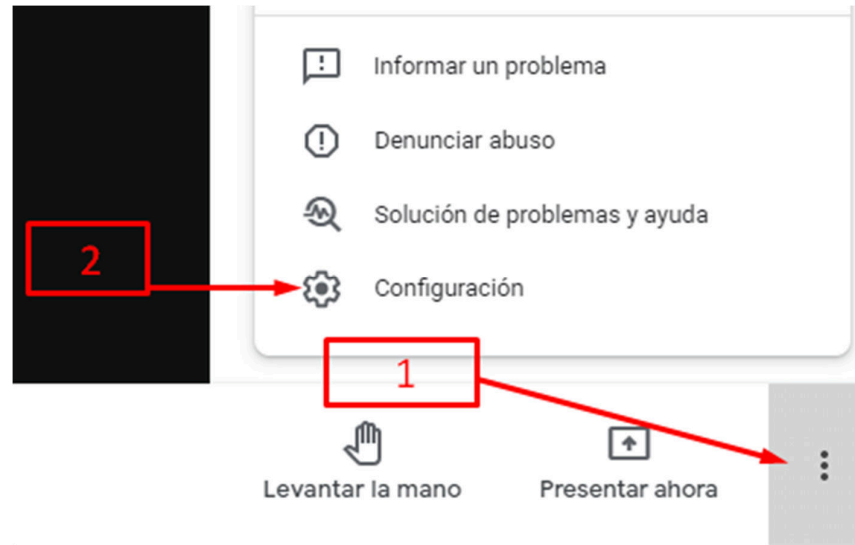 Informar un problema
Denunciar abuso
Solución de problemas y ayuda
2
Configuración
1
Levantar la mano
Presentar ahora